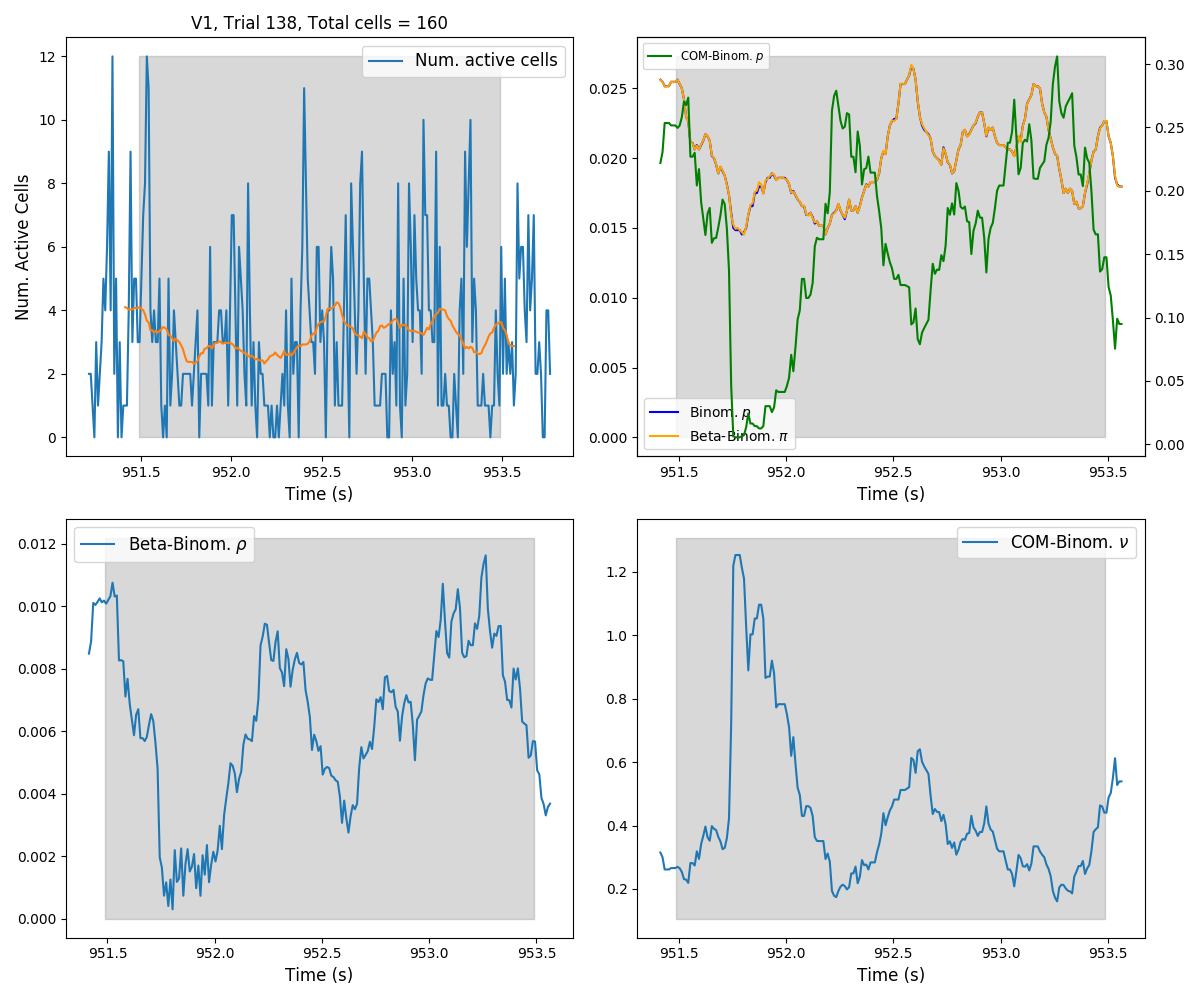 V1, Trial 138, Total cells = 160
Num. active cells
Num. Active Cells
12
10
8
6
4
2
0
951.5 952.0 952.5 953.0 953.5
Time (s)
COM-Binom. p
Binom. p
Beta-Binom. π
0.025
0.020
0.015
0.010
0.005
0.000
0.30
0.25
0.20
0.15
0.10
0.05
0.00
951.5 952.0 952.5 953.0 953.5
Time (s)
Beta-Binom. ρ
0.012
0.010
0.008
0.006
0.004
0.002
0.000
951.5 952.0 952.5 953.0 953.5
Time (s)
COM-Binom. ν
1.2
1.0
0.8
0.6
0.4
0.2
951.5 952.0 952.5 953.0 953.5
Time (s)